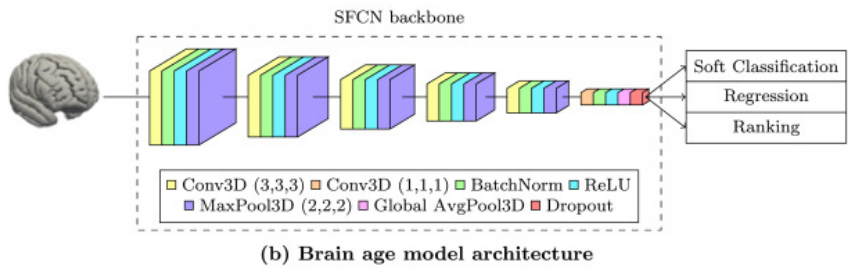 SFCN backbone
Soft Classification
Regression
Ranking
Conv3D (3,3,3) Conv3D (1,1,1) BatchNorm ReLU
MaxPool3D (2,2,2) Global AvgPool3D Dropout
(b) Brain age model architecture